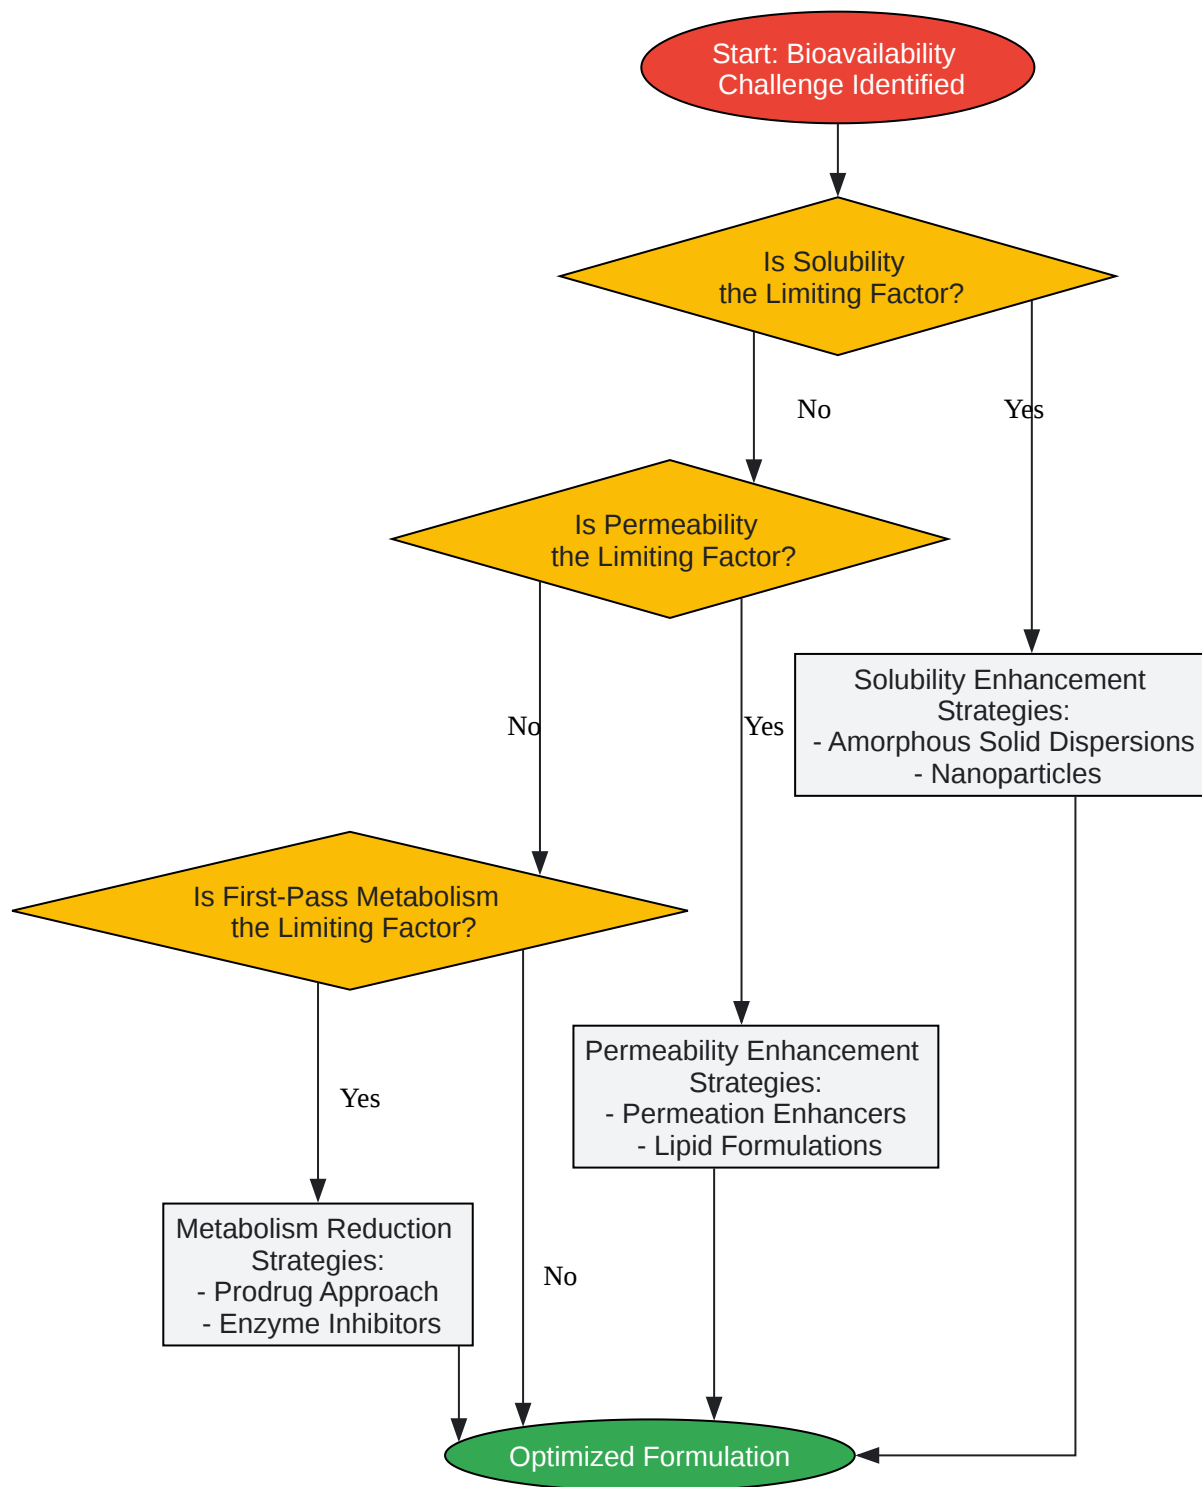 Start: Bioavailability
Challenge Identified
Is Solubility
the Limiting Factor?
No
Yes
Is Permeability
the Limiting Factor?
No
Yes
Solubility Enhancement
Strategies:
- Amorphous Solid Dispersions
- Nanoparticles
Is First-Pass Metabolism
the Limiting Factor?
Yes
No
Permeability Enhancement
Strategies:
- Permeation Enhancers
- Lipid Formulations
Metabolism Reduction
Strategies:
- Prodrug Approach
- Enzyme Inhibitors
Optimized Formulation